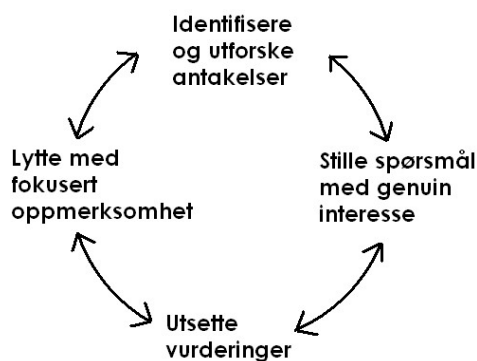 Identifisere
og utforske
antakelser
Lytte med
fokusert
oppmerksomhet
Stille spørsmål
med genuin
interesse
Utsette
vurderinger